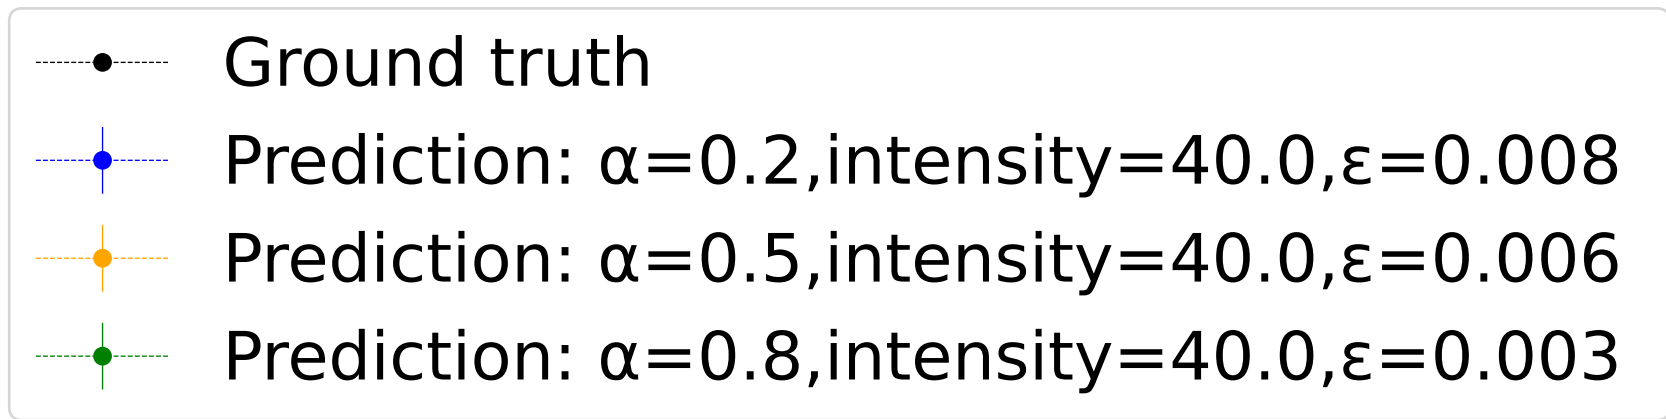 Ground truth
Prediction: α=0.2,intensity=40.0,ε=0.008
Prediction: α=0.5,intensity=40.0,ε=0.006
Prediction: α=0.8,intensity=40.0,ε=0.003